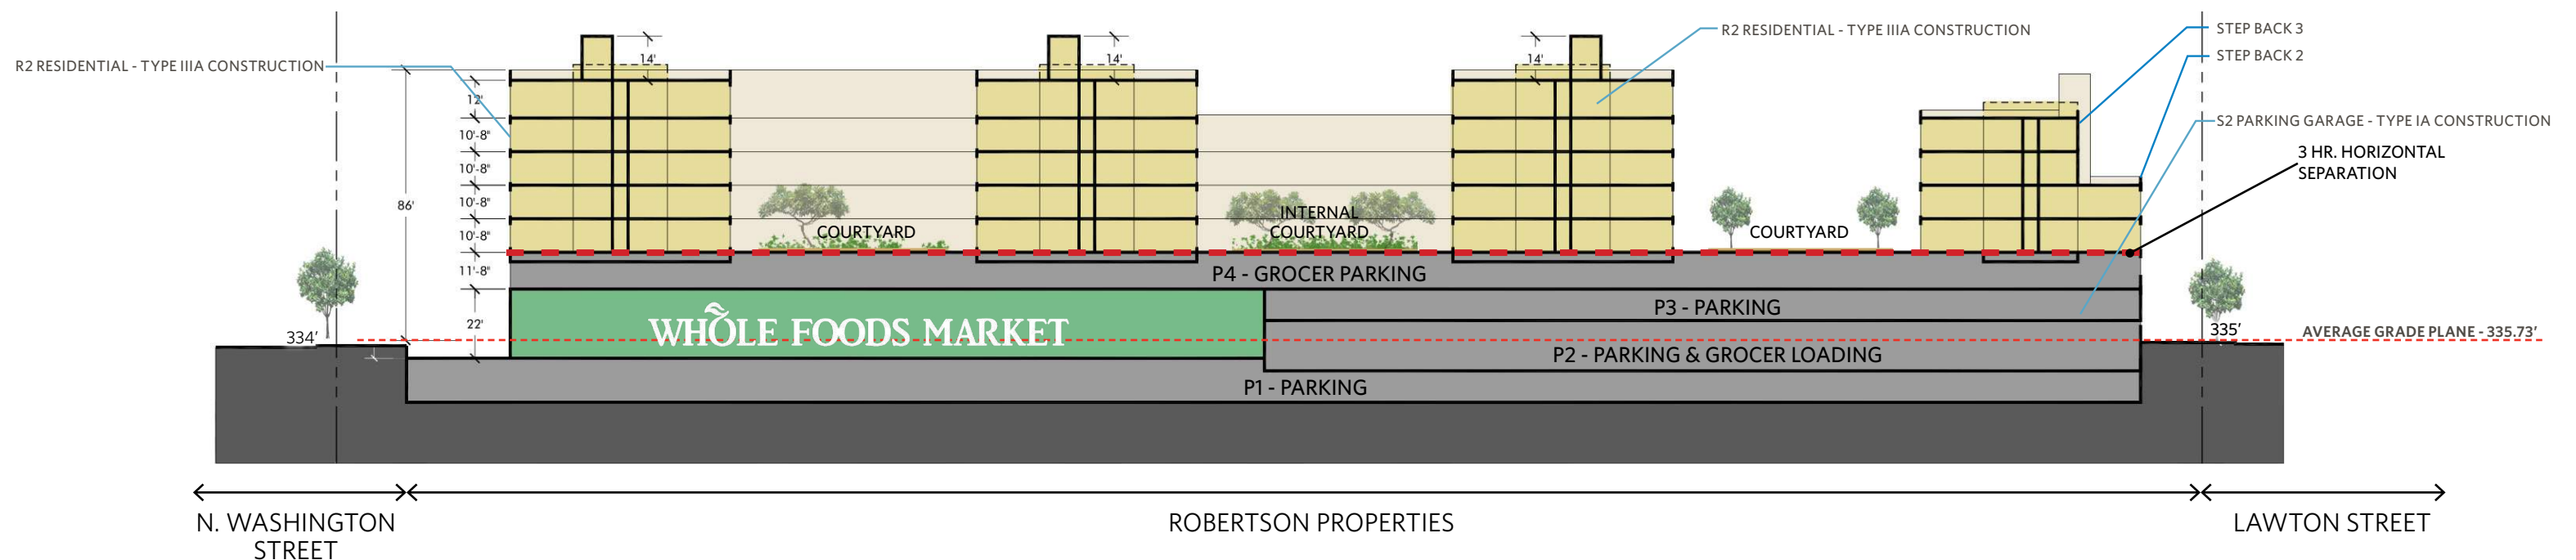 R2 RESIDENTIAL - TYPE IIIA CONSTRUCTION
STEP BACK 3
R2 RESIDENTIAL - TYPE IIIA CONSTRUCTION
STEP BACK 2
14'
14'
14'
12'
10'-8"
10'-8"
10'-8"
10'-8"
11'-8"
22'
86'
S2 PARKING GARAGE - TYPE IA CONSTRUCTION
3 HR. HORIZONTAL
SEPARATION
COURTYARD
INTERNAL
COURTYARD
COURTYARD
P4 - GROCER PARKING
WHOLE FOODS MARKET
P3 - PARKING
334'
335'
AVERAGE GRADE PLANE - 335.73'
P2 - PARKING & GROCER LOADING
P1 - PARKING
N. WASHINGTON
STREET
ROBERTSON PROPERTIES
LAWTON STREET